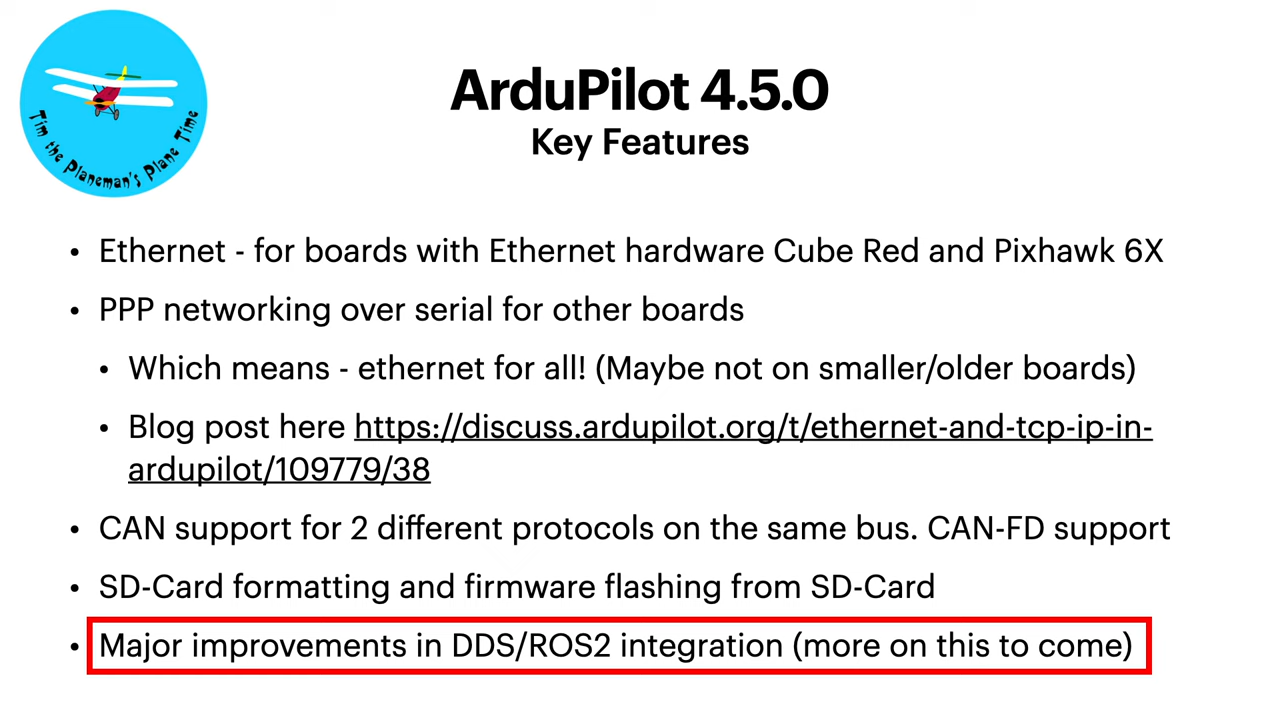 Tim the Planeman's Plane Time
ArduPilot 4.5.0
Key Features
• Ethernet - for boards with Ethernet hardware Cube Red and Pixhawk 6X
• PPP networking over serial for other boards
• Which means - ethernet for all! (Maybe not on smaller/older boards)
• Blog post here https://discuss.ardupilot.org/t/ethernet-and-tcp-ip-in-
ardupilot/109779/38
• CAN support for 2 different protocols on the same bus. CAN-FD support
• SD-Card formatting and firmware flashing from SD-Card
• Major improvements in DDS/ROS2 integration (more on this to come)